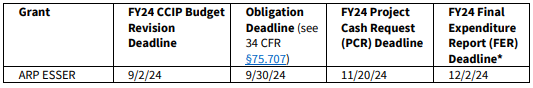 Grant
FY24 CCIP Budget
Revision
Deadline
Obligation
Deadline (see
34 CFR
§75.707)
FY24 Project
Cash Request
(PCR) Deadline
FY24 Final
Expenditure
Report (FER)
Deadline*
ARP ESSER
9/2/24
9/30/24
11/20/24
12/2/24